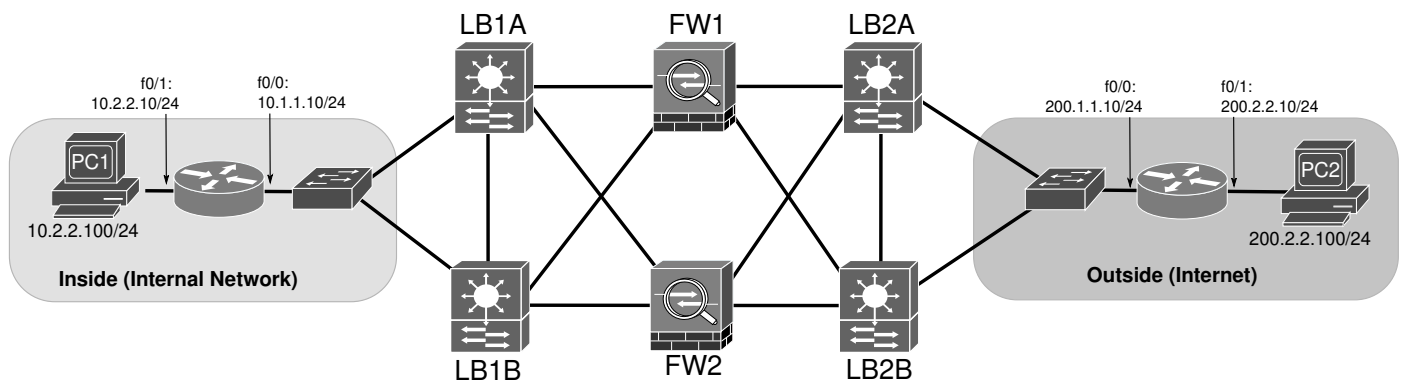 LB1A
FW1
LB2A
f0/1:
10.2.2.10/24
f0/0:
10.1.1.10/24
f0/0:
200.1.1.10/24
f0/1:
200.2.2.10/24
PC1
PC2
10.2.2.100/24
200.2.2.100/24
Inside (Internal Network)
Outside (Internet)
LB1B
FW2
LB2B